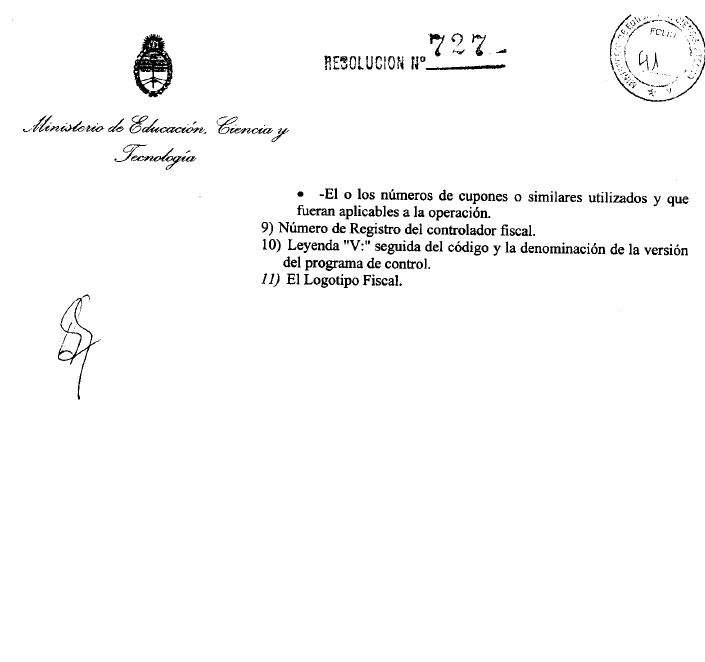 RESOLUCION Nº 727
FOLIO
41
Ministerio de Educación, Ciencia y
Tecnología
• -El o los números de cupones o similares utilizados y que
fueran aplicables a la operación.
9) Número de Registro del controlador fiscal.
10) Leyenda "V:" seguida del código y la denominación de la versión
del programa de control.
11) El Logotipo Fiscal.